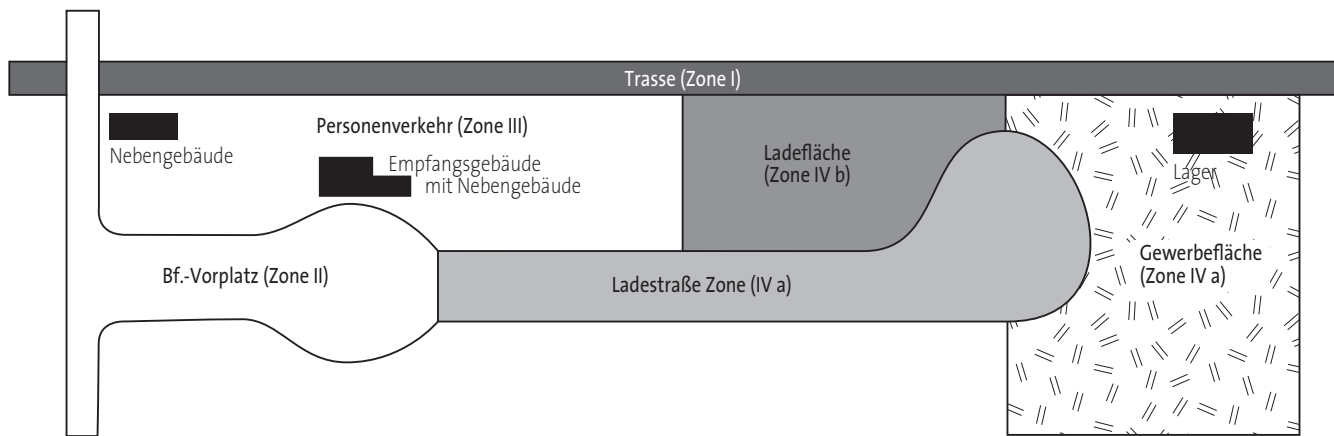 Trasse (Zone I)
Personenverkehr (Zone III)
Nebengebäude
Empfangsgebäude
mit Nebengebäude
Ladefläche
(Zone IV b)
Lager
Bf.-Vorplatz (Zone II)
Ladestraße Zone (IV a)
Gewerbefläche
(Zone IV a)